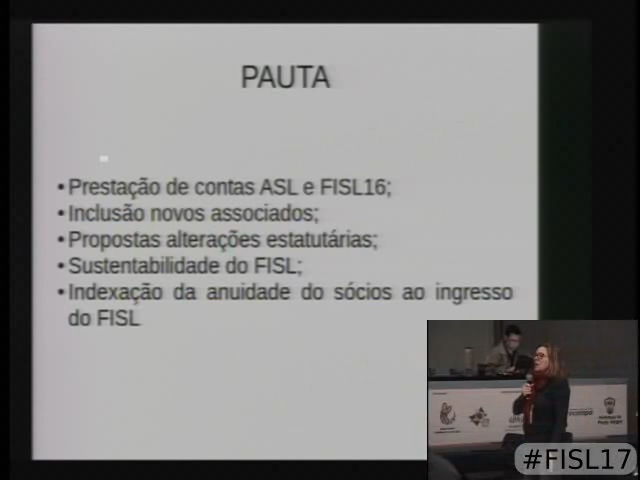 PAUTA
• Prestação de contas ASL e FISL16;
• Inclusão novos associados;
• Propostas alterações estatutárias;
• Sustentabilidade do FISL;
• Indexação da anuidade do sócios ao ingresso
do FISL
#FISL17